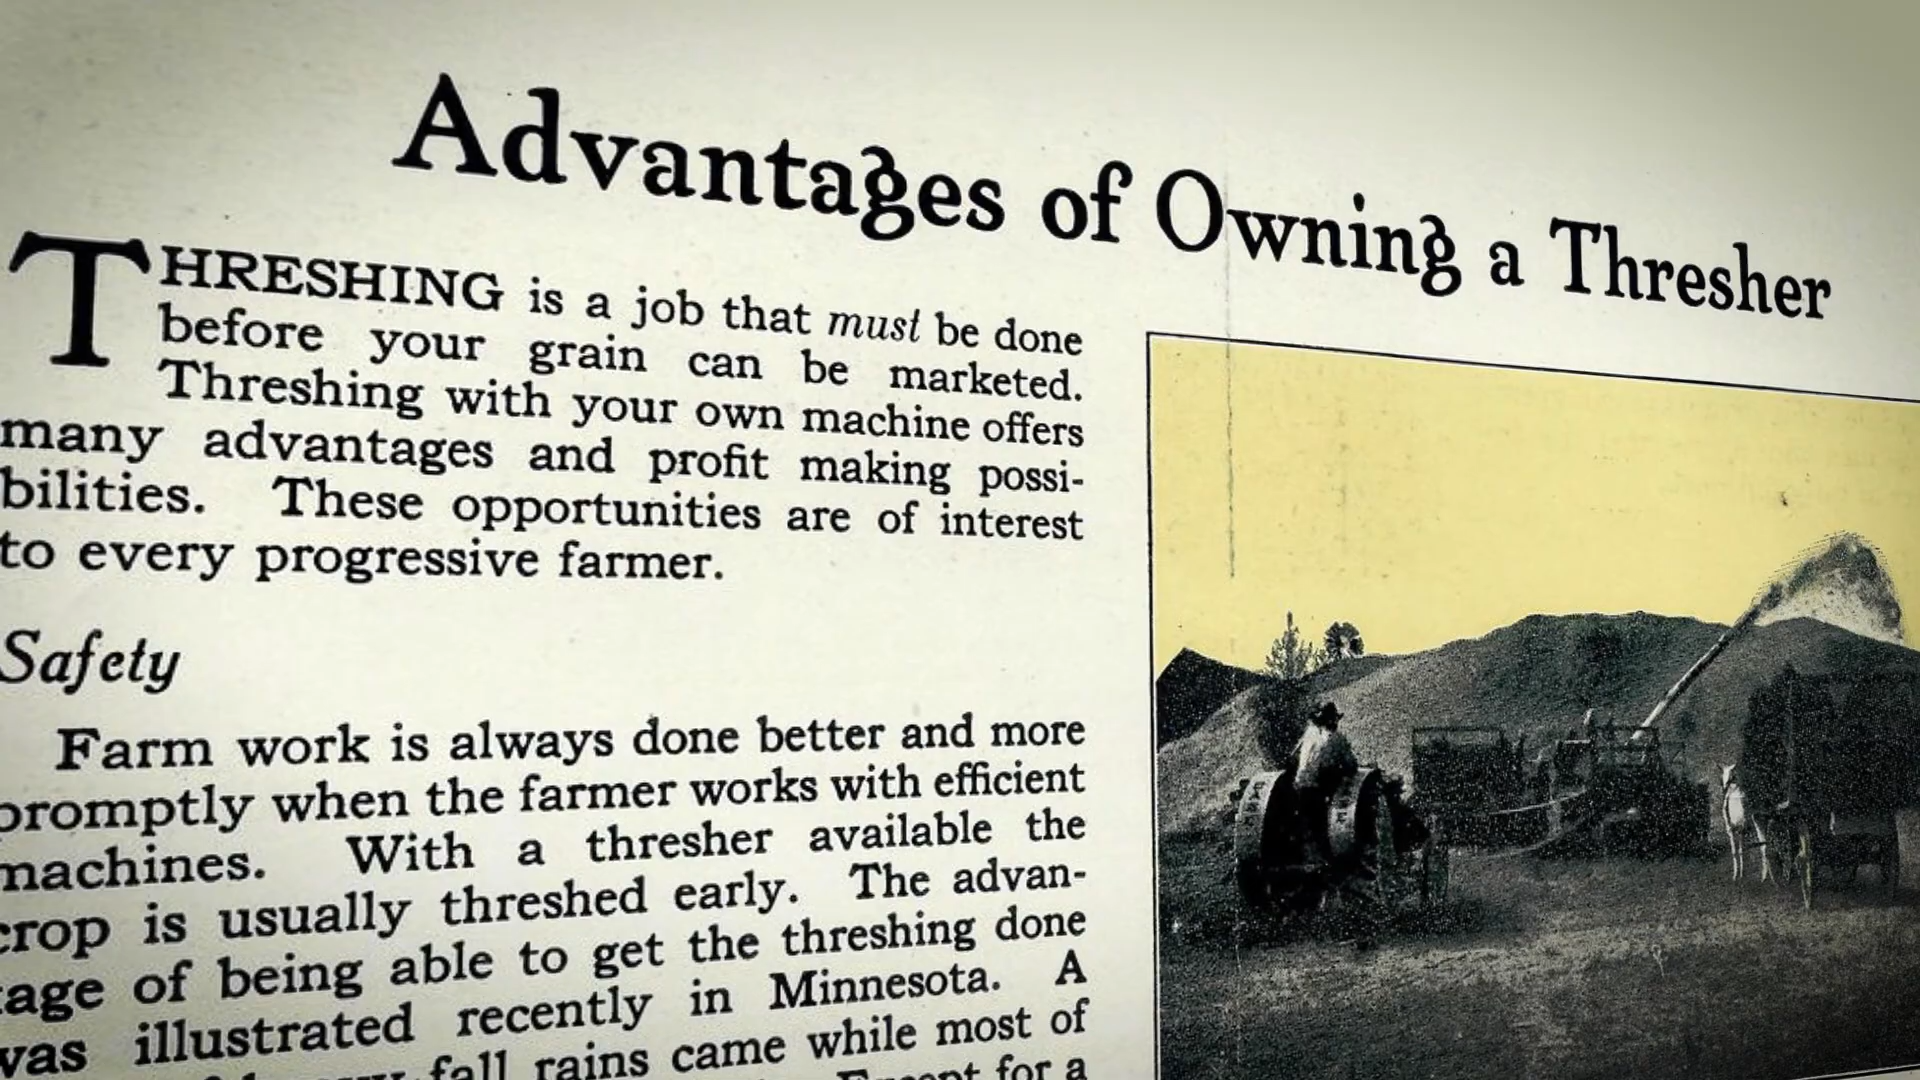 Advantages of Owning a Thresher
THRESHING is a job that must be done
before your grain can be marketed.
Threshing with your own machine offers
many advantages and profit making possi-
bilities. These opportunities are of interest
to every progressive farmer.
Safety
Farm work is always done better and more
promptly when the farmer works with efficient
machines. With a thresher available the
crop is usually threshed early. The advan-
tage of being able to get the threshing done
was illustrated recently in Minnesota. A
fall rains came while most of
Except for a